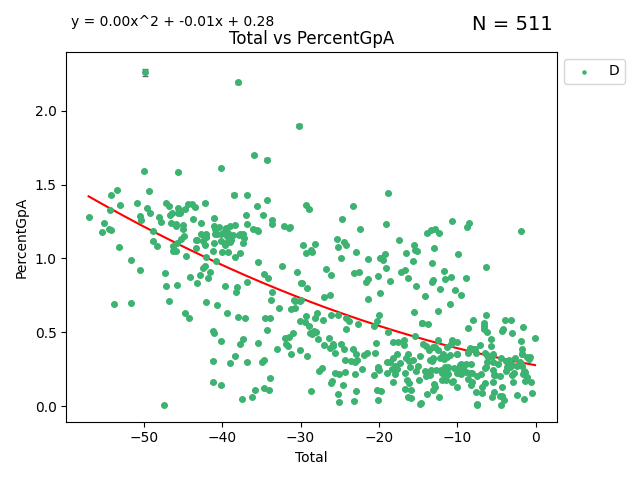 y = 0.00x^2 + -0.01x + 0.28
N = 511
Total vs PercentGpA
D
PercentGpA
2.0
1.5
1.0
0.5
0.0
−50
−40
−30
−20
−10
0
Total